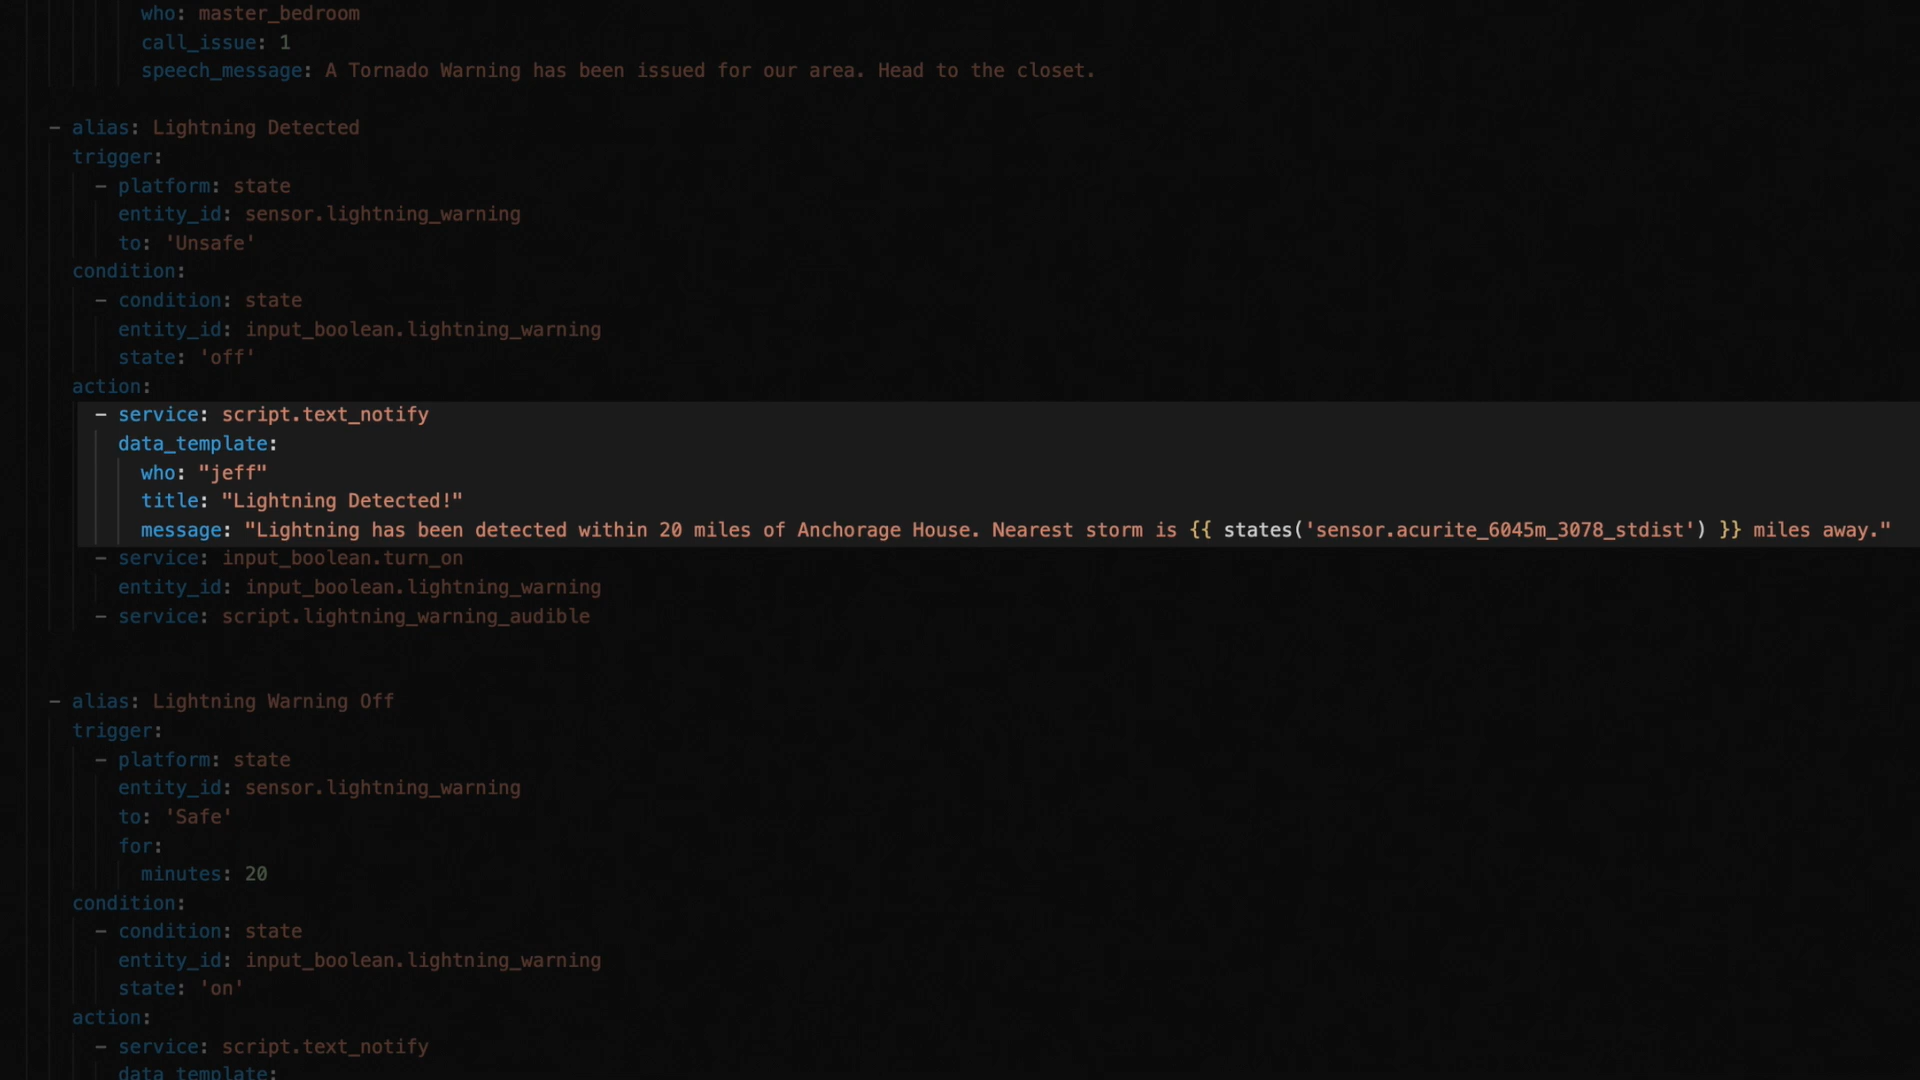 who: master_bedroom
call_issue: 1
speech_message: A Tornado Warning has been issued for our area. Head to the closet.
- alias: Lightning Detected
trigger:
- platform: state
entity_id: sensor.lightning_warning
to: 'Unsafe'
condition:
- condition: state
entity_id: input_boolean.lightning_warning
state: 'off'
action:
- service: script.text_notify
data_template:
who: "jeff"
title: "Lightning Detected!"
message: "Lightning has been detected within 20 miles of Anchorage House. Nearest storm is {{ states('sensor.acurite_6045m_3078_stdist') }} miles away."
- service: input_boolean.turn_on
entity_id: input_boolean.lightning_warning
- service: script.lightning_warning_audible
- alias: Lightning Warning Off
trigger:
- platform: state
entity_id: sensor.lightning_warning
to: 'Safe'
for:
minutes: 20
condition:
- condition: state
entity_id: input_boolean.lightning_warning
state: 'on'
action:
- service: script.text_notify
data_template: